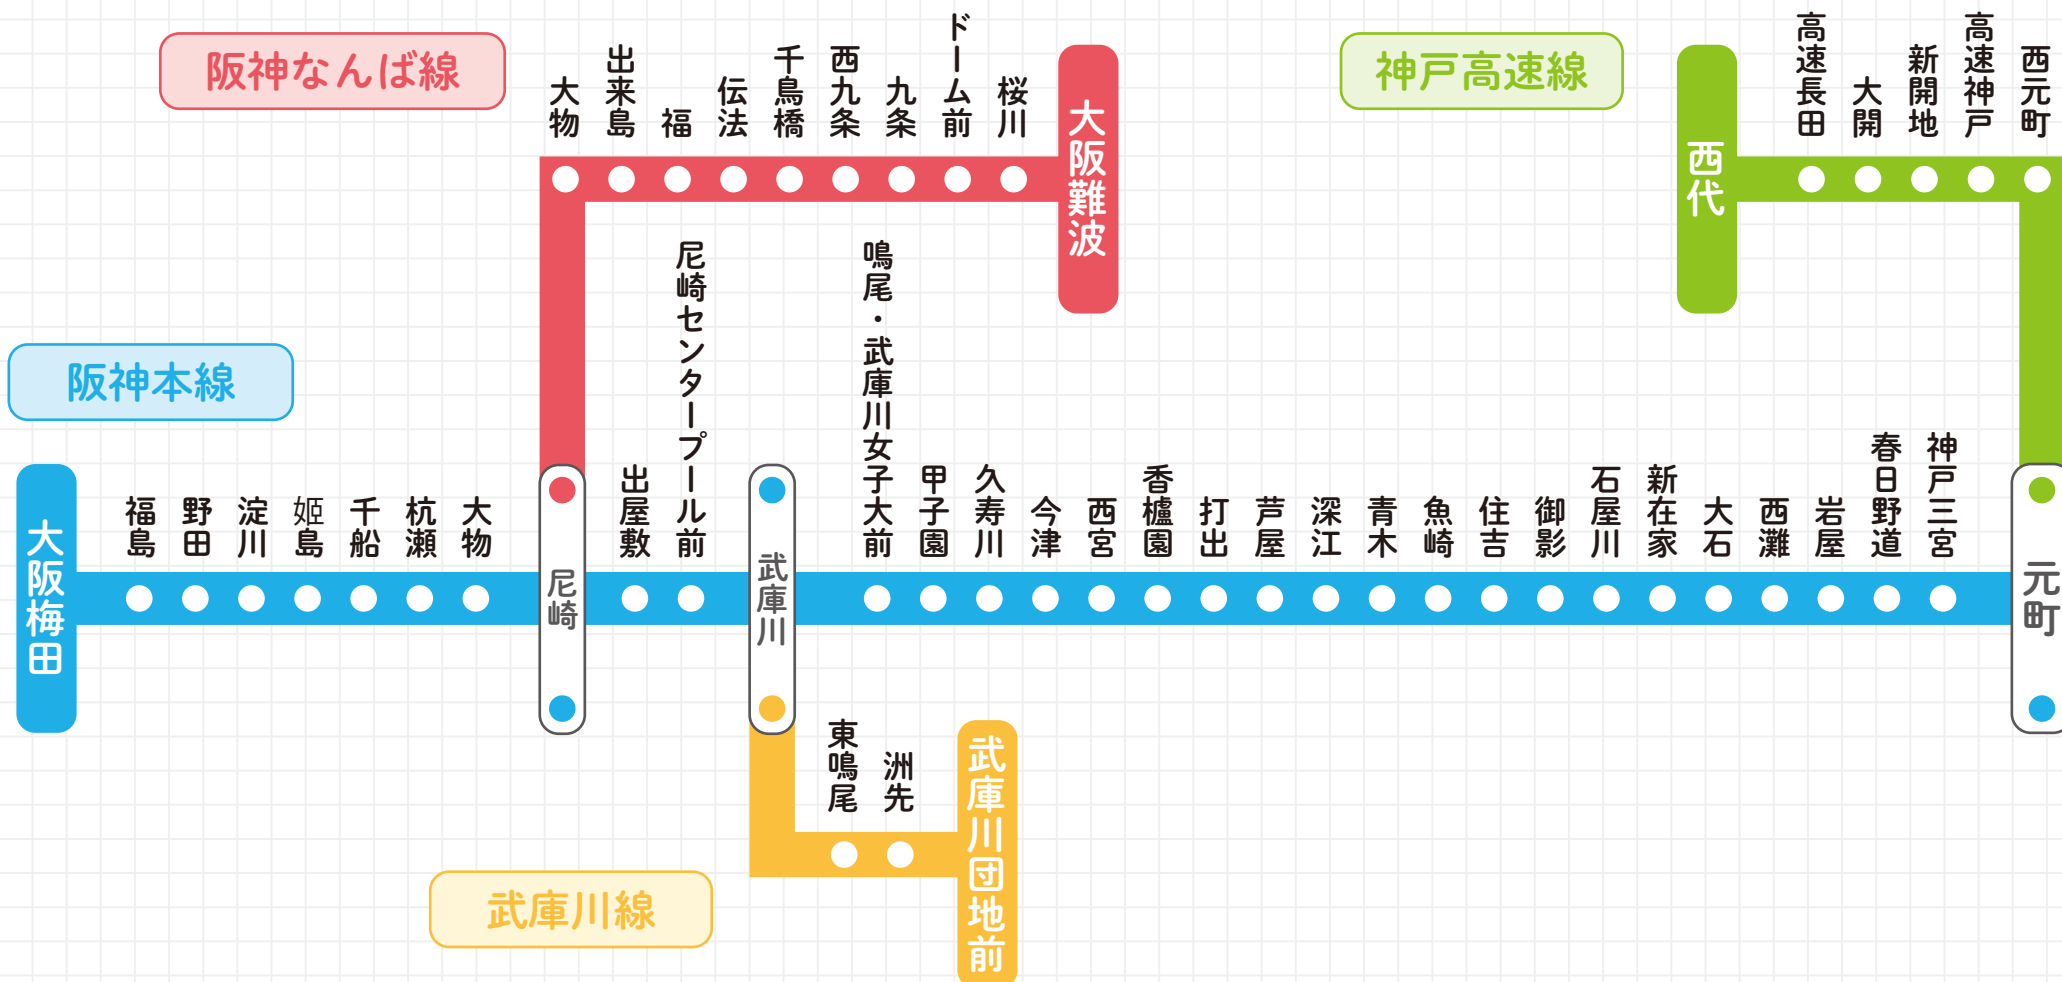 阪神なんば線
大物
出来島
福
伝法
千鳥橋
西九条
九条
ドーム前
桜川
大阪難波
神戸高速線
西代
高速長田
大開
新開地
高速神戸
西元町
阪神本線
大阪梅田
福島
野田
淀川
姫島
千船
杭瀬
大物
尼崎
出屋敷
尼崎センタープール前
武庫川
鳴尾・武庫川女子大前
甲子園
久寿川
今津
西宮
香櫨園
打出
芦屋
深江
青木
魚崎
住吉
御影
石屋川
新在家
大石
西灘
岩屋
春日野道
神戸三宮
元町
東鳴尾
洲先
武庫川団地前
武庫川線